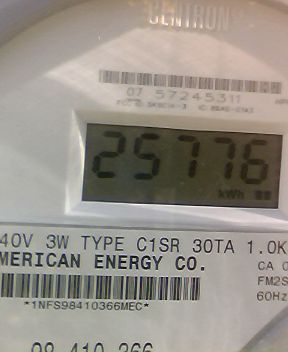 CENTRON
07 57245311
25776
kWh
40V 3W TYPE C1SR 30TA 1.0K
MERICAN ENERGY CO.
CA 0
FM2S
60Hz
*1NFS98410366MEC*
98 410 366